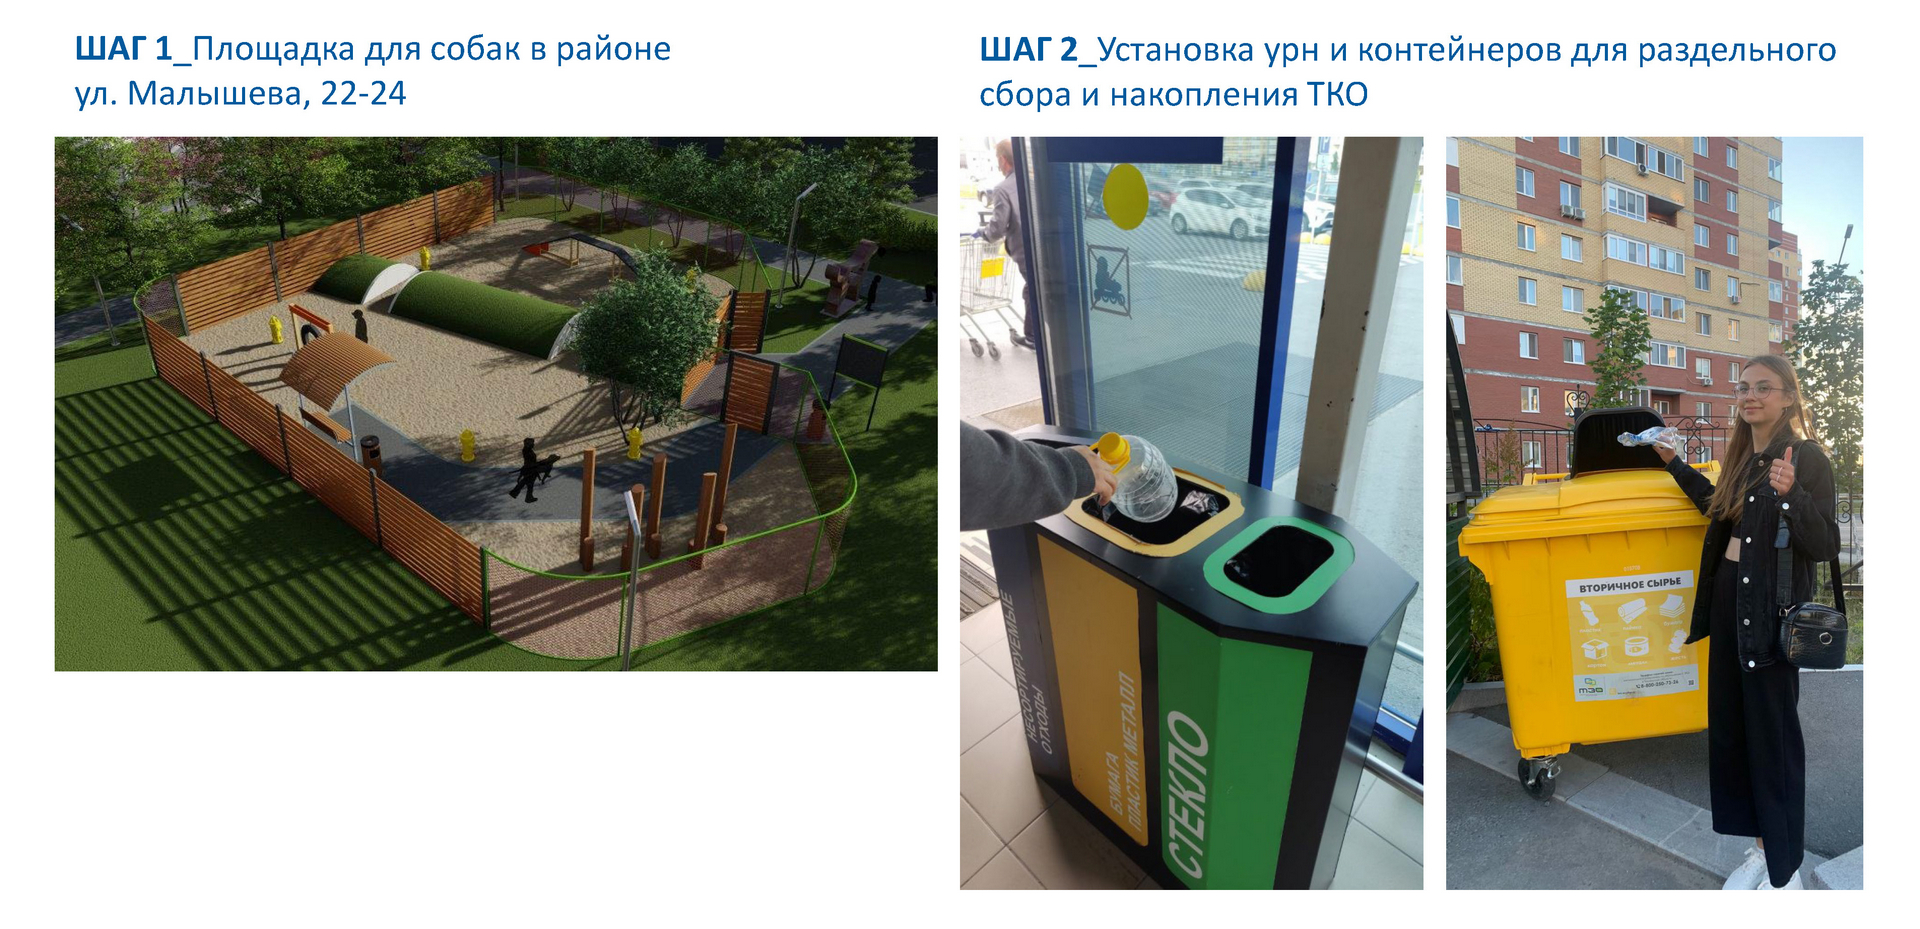 ШАГ 1_Площадка для собак в районе
ул. Малышева, 22-24
ШАГ 2_Установка урн и контейнеров для раздельного
сбора и накопления ТКО
НЕСОРТИРУЕМЫЕ
ОТХОДЫ
БУМАГА
ПЛАСТИК МЕТАЛЛ
СТЕКЛО
ВТОРИЧНОЕ СЫРЬЕ
ТЭО